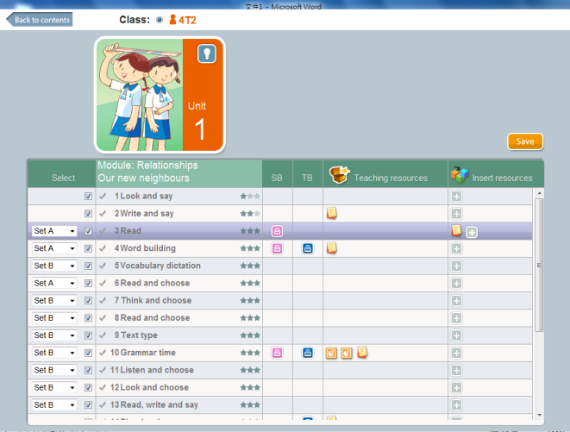 文件1 - Microsoft Word
Back to contents
Class: 4T2
Unit
1
Save
Select
Module: Relationships
Our new neighbours
SB
TB
Teaching resources
Insert resources
1 Look and say
2 Write and say
Set A 3 Read
Set A 4 Word building
Set B 5 Vocabulary dictation
Set A 6 Read and choose
Set B 7 Think and choose
Set B 8 Read and choose
Set B 9 Text type
Set B 10 Grammar time
Set B 11 Listen and choose
Set B 12 Look and choose
Set B 13 Read, write and say